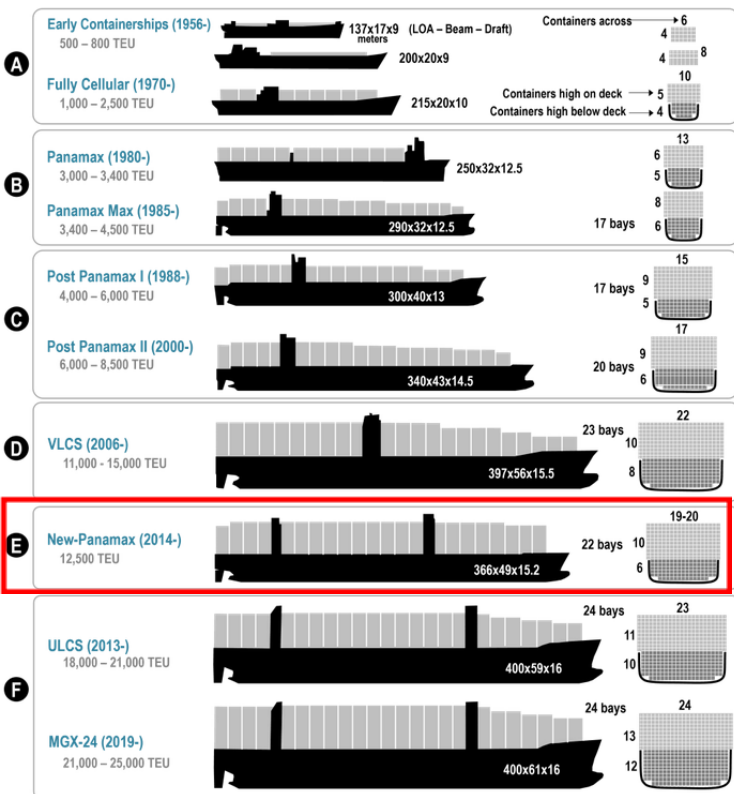 A
Early Containerships (1956-)
500 – 800 TEU
137x17x9 (LOA – Beam – Draft)
meters
Containers across
6
4
200x20x9
4
8
Fully Cellular (1970-)
1,000 – 2,500 TEU
215x20x10
10
Containers high on deck
5
Containers high below deck
4
B
Panamax (1980-)
3,000 – 3,400 TEU
250x32x12.5
13
6
5
Panamax Max (1985-)
3,400 – 4,500 TEU
290x32x12.5
17 bays
8
6
C
Post Panamax I (1988-)
4,000 – 6,000 TEU
300x40x13
17 bays
15
9
5
Post Panamax II (2000-)
6,000 – 8,500 TEU
340x43x14.5
20 bays
17
9
6
D
VLCS (2006-)
11,000 - 15,000 TEU
397x56x15.5
23 bays
22
10
8
E
New-Panamax (2014-)
12,500 TEU
366x49x15.2
22 bays
19-20
10
6
F
ULCS (2013-)
18,000 – 21,000 TEU
400x59x16
24 bays
23
11
10
MGX-24 (2019-)
21,000 – 25,000 TEU
400x61x16
24 bays
24
13
12